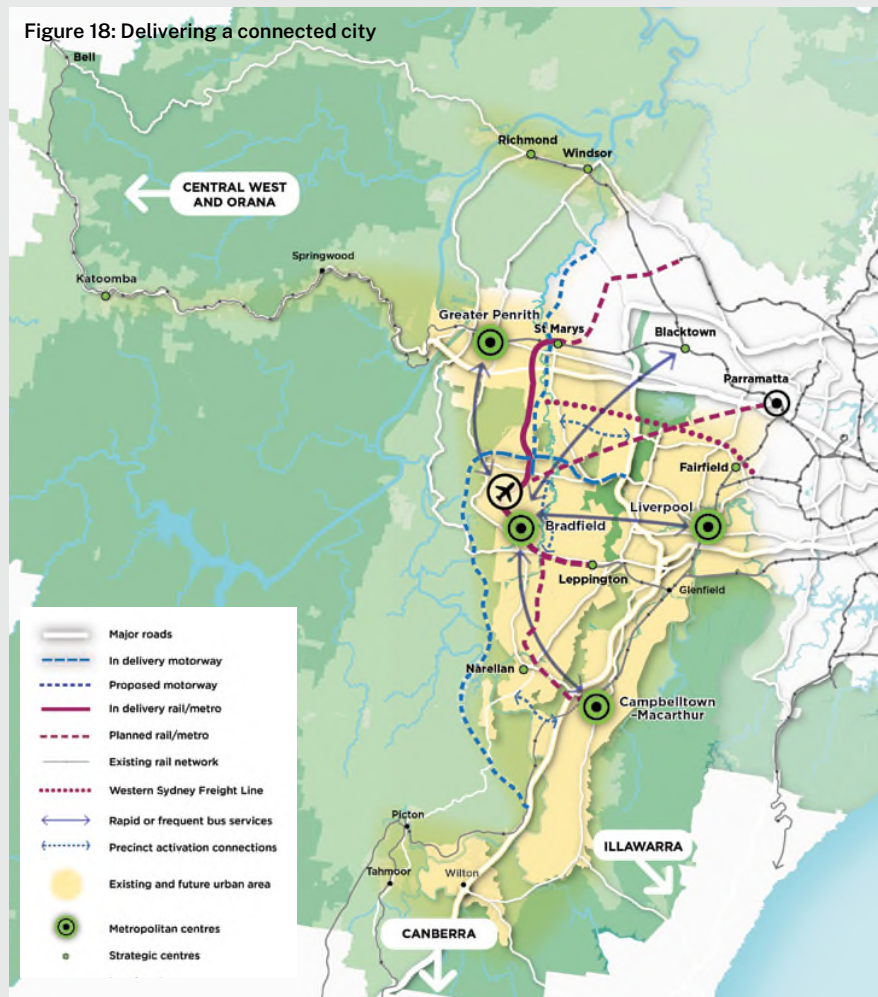 Figure 18: Delivering a connected city
Bell
Richmond
Windsor
CENTRAL WEST
AND ORANA
Springwood
Katoomba
Greater Penrith
St Marys
Blacktown
Parramatta
Fairfield
Liverpool
Bradfield
Leppington
Glenfield
Narellan
Campbelltown
-Macarthur
Picton
Tahmoor
Wilton
ILLAWARRA
CANBERRA
Major roads
In delivery motorway
Proposed motorway
In delivery rail/metro
Planned rail/metro
Existing rail network
Western Sydney Freight Line
Rapid or frequent bus services
Precinct activation connections
Existing and future urban area
Metropolitan centres
Strategic centres